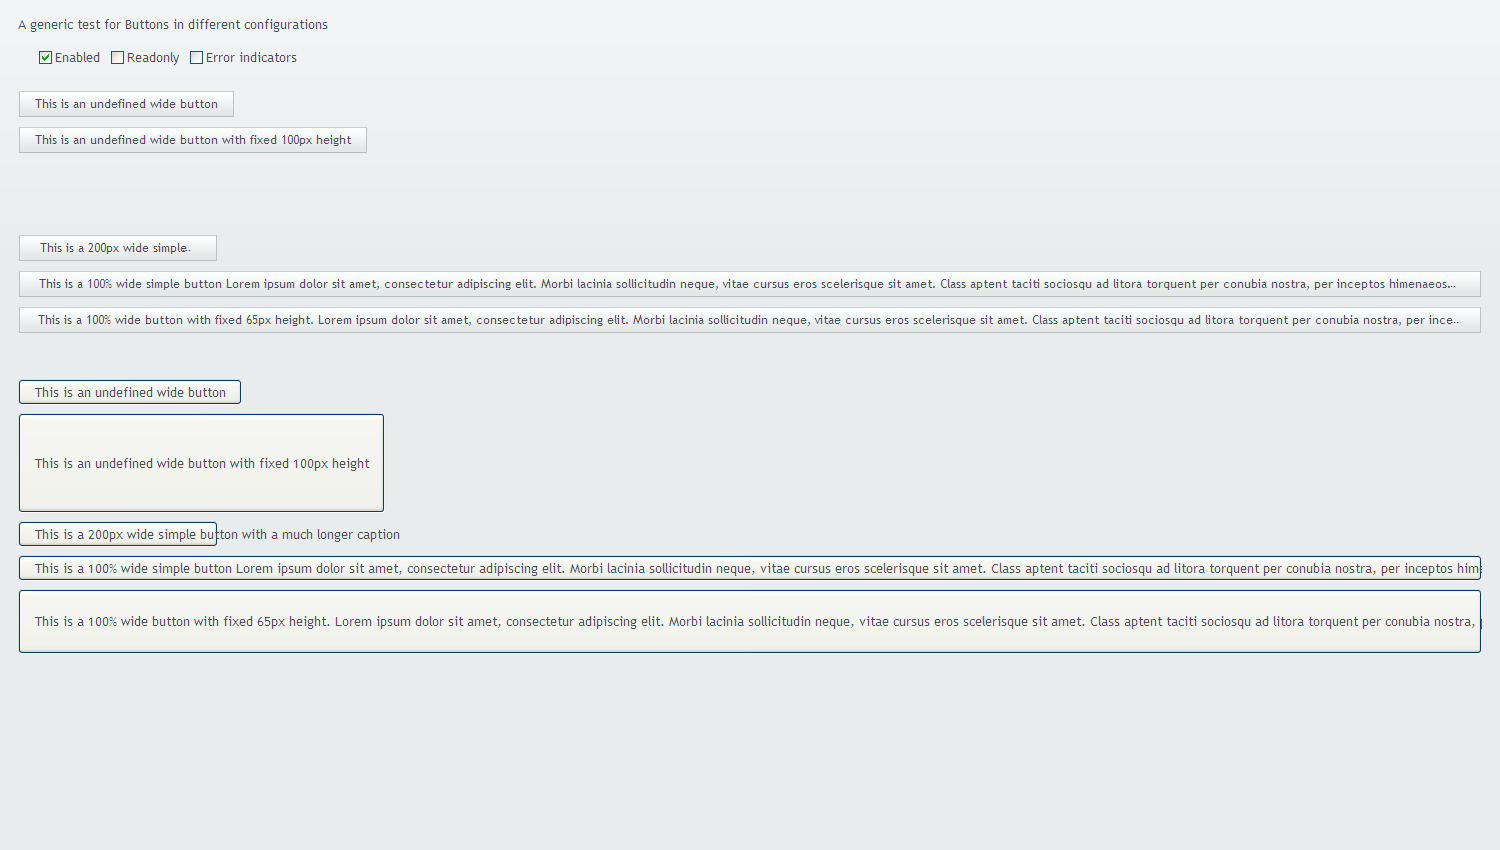 A generic test for Buttons in different configurations
Enabled Readonly Error indicators
This is an undefined wide button
This is an undefined wide button with fixed 100px height
This is a 200px wide simple..
This is a 100% wide simple button Lorem ipsum dolor sit amet, consectetur adipiscing elit. Morbi lacinia sollicitudin neque, vitae cursus eros scelerisque sit amet. Class aptent taciti sociosqu ad litora torquent per conubia nostra, per inceptos himenaeos...
This is a 100% wide button with fixed 65px height. Lorem ipsum dolor sit amet, consectetur adipiscing elit. Morbi lacinia sollicitudin neque, vitae cursus eros scelerisque sit amet. Class aptent taciti sociosqu ad litora torquent per conubia nostra, per ince..
This is an undefined wide button
This is an undefined wide button with fixed 100px height
This is a 200px wide simple button with a much longer caption
This is a 100% wide simple button Lorem ipsum dolor sit amet, consectetur adipiscing elit. Morbi lacinia sollicitudin neque, vitae cursus eros scelerisque sit amet. Class aptent taciti sociosqu ad litora torquent per conubia nostra, per inceptos him
This is a 100% wide button with fixed 65px height. Lorem ipsum dolor sit amet, consectetur adipiscing elit. Morbi lacinia sollicitudin neque, vitae cursus eros scelerisque sit amet. Class aptent taciti sociosqu ad litora torquent per conubia nostra,